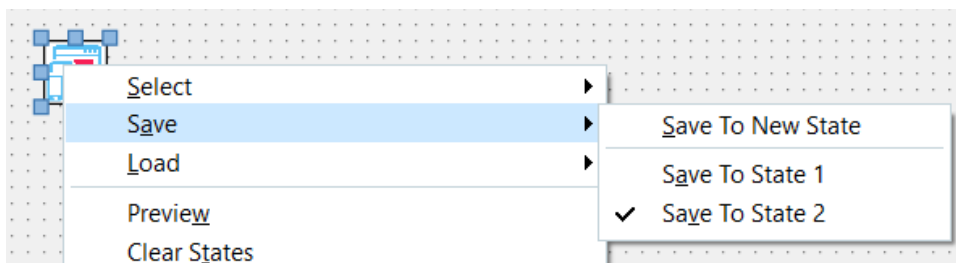 Select
Save
Load
Preview
Clear States
Save To New State
Save To State 1
Save To State 2